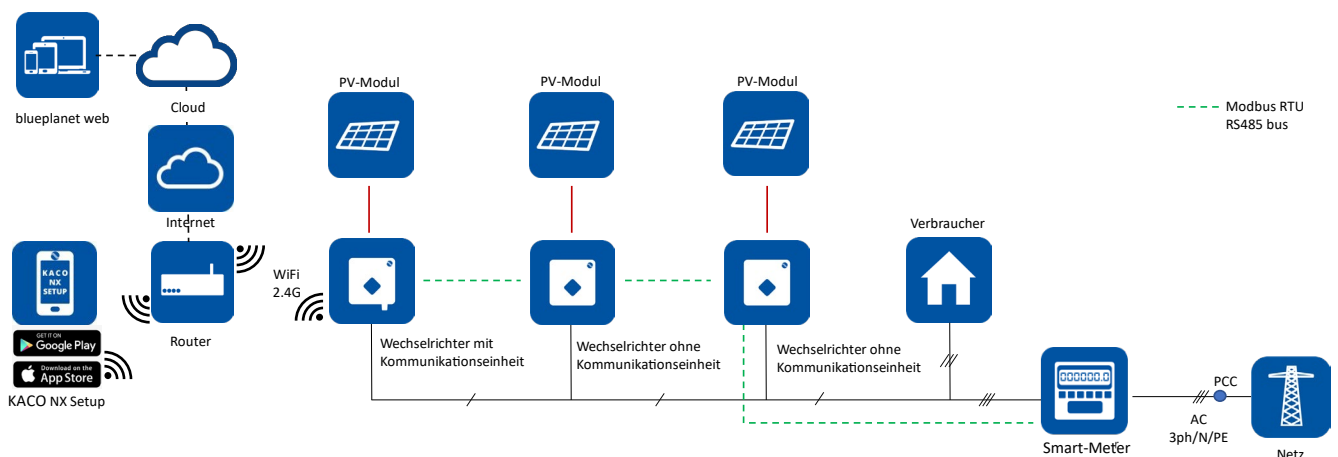 blueplanet web
Cloud
Internet
KACO
NX
SETUP
GET IT ON
Google Play
Download on the
App Store
KACO NX Setup
Router
WiFi
2.4G
PV-Modul
PV-Modul
PV-Modul
Modbus RTU
RS485 bus
Verbraucher
Wechselrichter mit
Kommunikationseinheit
Wechselrichter ohne
Kommunikationseinheit
Wechselrichter ohne
Kommunikationseinheit
0000000.0
Smart-Meter
PCC
AC
3ph/N/PE
Netz